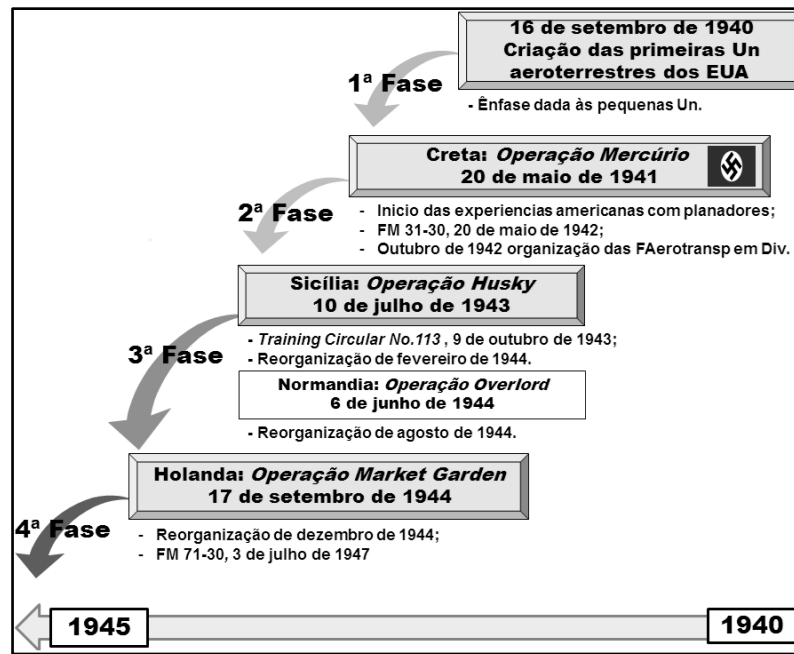 16 de setembro de 1940
Criação das primeiras Un
aeroterrestres dos EUA
1ª Fase
- Ênfase dada às pequenas Un.
Creta: Operação Mercúrio
20 de maio de 1941
2ª Fase
- Inicio das experiencias americanas com planadores;
- FM 31-30, 20 de maio de 1942;
- Outubro de 1942 organização das FAerotransp em Div.
Sicília: Operação Husky
10 de julho de 1943
3ª Fase
- Training Circular No.113 , 9 de outubro de 1943;
- Reorganização de fevereiro de 1944.
Normandia: Operação Overlord
6 de junho de 1944
- Reorganização de agosto de 1944.
Holanda: Operação Market Garden
17 de setembro de 1944
4ª Fase
- Reorganização de dezembro de 1944;
- FM 71-30, 3 de julho de 1947
1945
1940